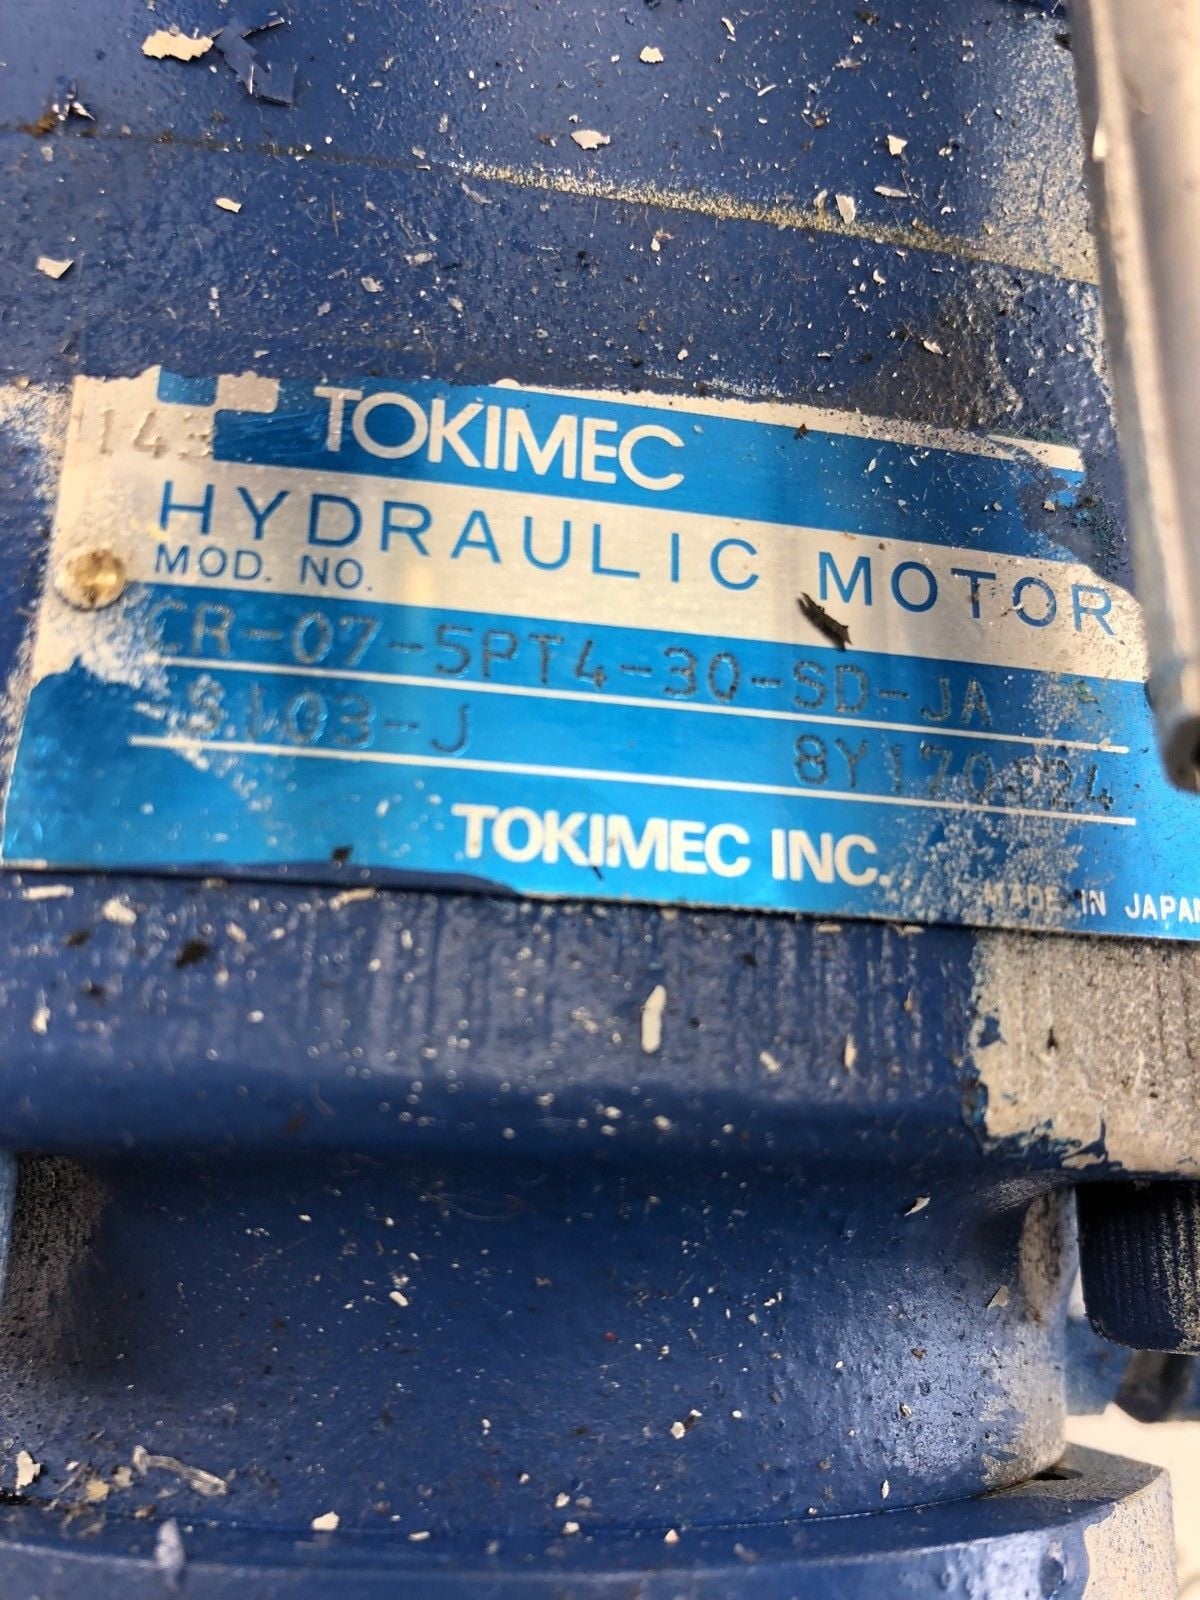 TOKIMEC
HYDRAULIC MOTOR
MOD. NO.
CR-07-5PT4-30-SD-JA
S103-J
TOKIMEC INC.
MADE IN JAPAN